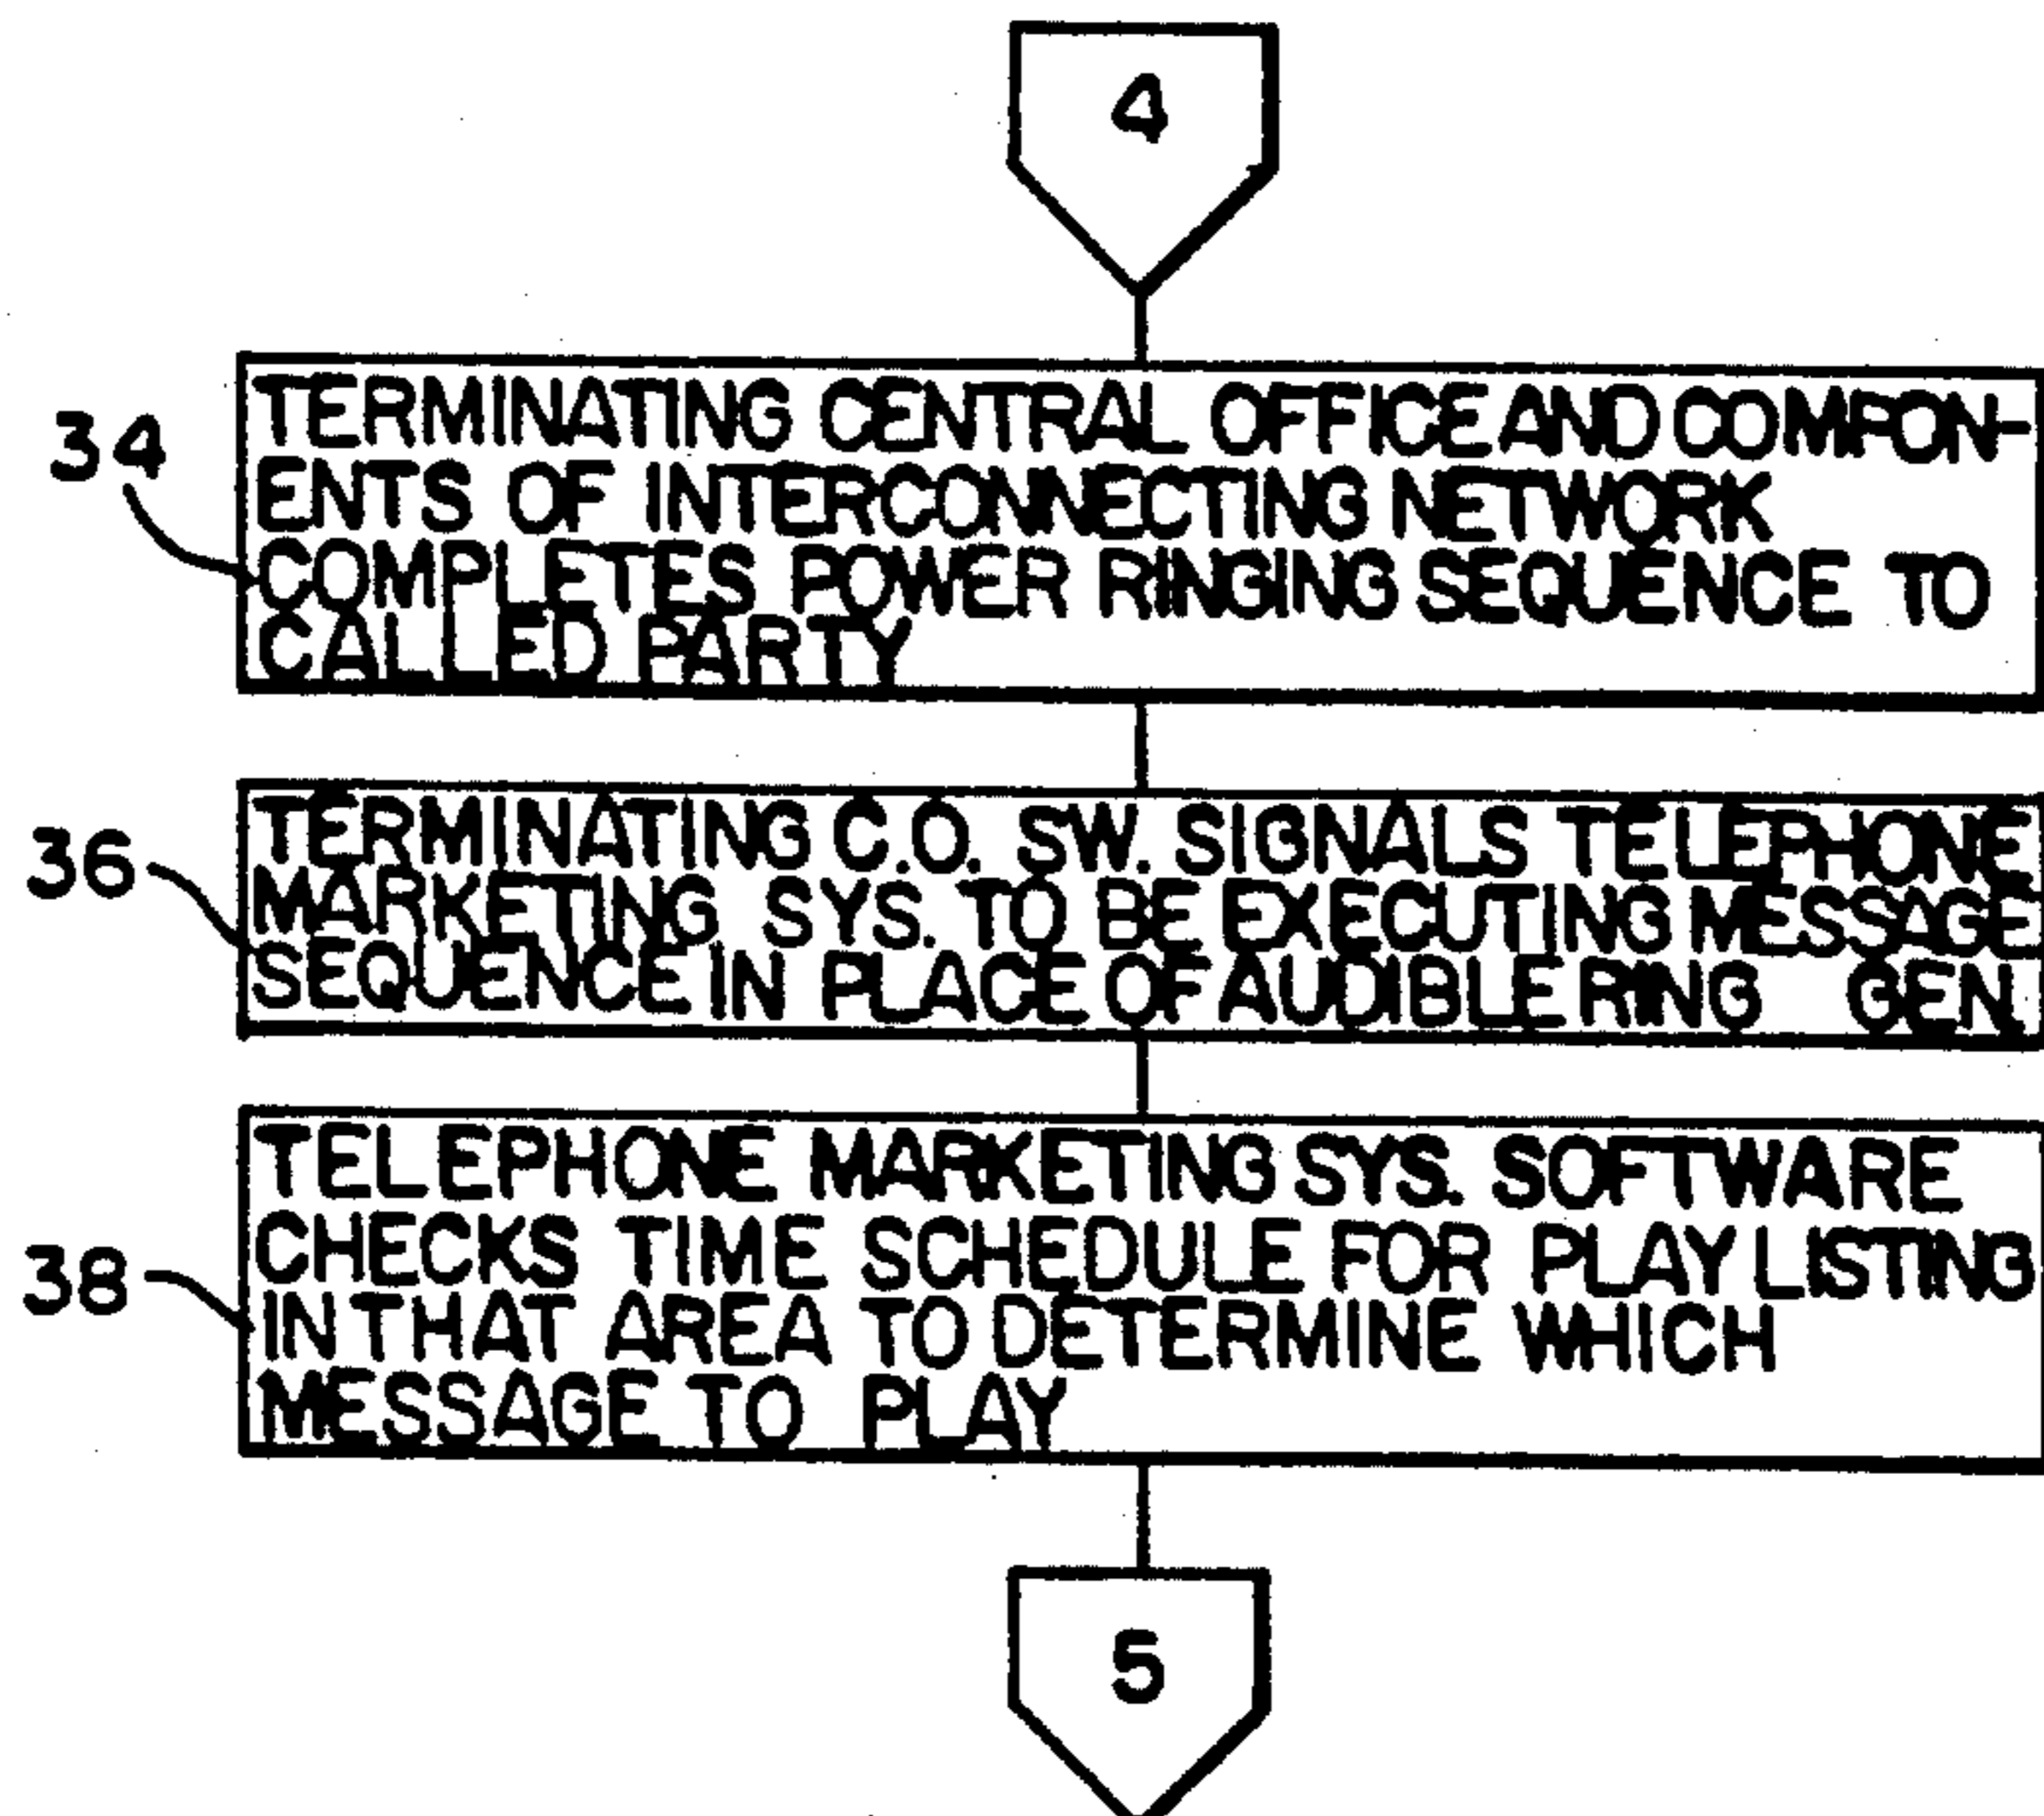 4
34
TERMINATING CENTRAL OFFICE AND COMPON-
ENTS OF INTERCONNECTING NETWORK
COMPLETES POWER RINGING SEQUENCE TO
CALLED PARTY
36
TERMINATING C.O. SW. SIGNALS TELEPHONE
MARKETING SYS. TO BE EXECUTING MESSAGE
SEQUENCE IN PLACE OF AUDIBLE RING GEN.
38
TELEPHONE MARKETING SYS. SOFTWARE
CHECKS TIME SCHEDULE FOR PLAY LISTING
IN THAT AREA TO DETERMINE WHICH
MESSAGE TO PLAY
5